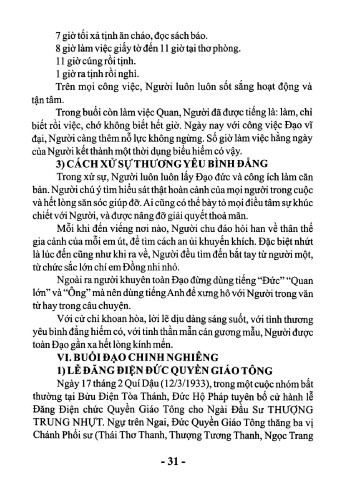 7 giờ tối xả tịnh ăn cháo, đọc sách báo.
8 giờ làm việc giấy tờ đến 11 giờ tại thơ phòng.
11 giờ cúng rồi tịnh.
1 giờ ra tịnh rồi nghỉ.
Trên mọi công việc, Người luôn luôn sốt sắng hoạt động và
tận tâm.
Trong buổi còn làm việc Quan, Người đã được tiếng là: làm, chỉ
biết rồi việc, chớ không biết hết giờ. Ngày nay với công việc Đạo vĩ
đại, Người càng thêm nỗ lực không ngừng. Số giờ làm việc hằng ngày
của Người kết thành một thời dụng biểu hiếm có vậy.
3) CÁCH XỬ SỰ THƯƠNG YÊU BÌNH ĐẲNG
Trong xử sự, Người luôn luôn lấy Đạo đức và công ích làm căn
bản. Người chú ý tìm hiểu sát thật hoàn cảnh của mọi người trong cuộc
và hết lòng săn sóc giúp đỡ. Ai cũng có thể bày tỏ mọi điều tâm sự khúc
chiết với Người, và được nâng đỡ giải quyết thoả mãn.
Mỗi khi đến viếng nơi nào, Người chu đáo hỏi han về thân thế
gia cảnh của mỗi em út, để tìm cách an ủi khuyến khích. Đặc biệt nhứt
là lúc đến cũng như khi ra về, Người đều tìm đến bắt tay từ người một,
từ chức sắc lớn chí em Đồng nhi nhỏ.
Ngoài ra người khuyên toàn Đạo đừng dùng tiếng “Đức” “Quan
lớn” và “Ông” mà nên dùng tiếng Anh để xưng hô với Người trong văn
từ hay trong câu chuyện.
Với cử chỉ khoan hòa, lời lẽ dịu dàng sáng suốt, với tình thương
yêu bình đẳng hiếm có, với tinh thần mẫn cán gương mẫu, Người được
toàn Đạo gần xa hết lòng kính mến.
VI. BUỔI ĐẠO CHINH NGHIÊNG
1) LỄ ĐĂNG ĐIỆN ĐỨC QUYỀN GIÁO TÔNG
Ngày 17 tháng 2 Quí Dậu (12/3/1933), trong một cuộc nhóm bất
thường tại Bửu Điện Tòa Thánh, Đức Hộ Pháp tuyên bố cử hành lễ
Đăng Điện chức Quyền Giáo Tông cho Ngài Đầu Sư THƯỢNG
TRUNG NHỰT. Ngự trên Ngai, Đức Quyền Giáo Tông thăng ba vị
Chánh Phối sư (Thái Thơ Thanh, Thượng Tương Thanh, Ngọc Trang
- 31 -